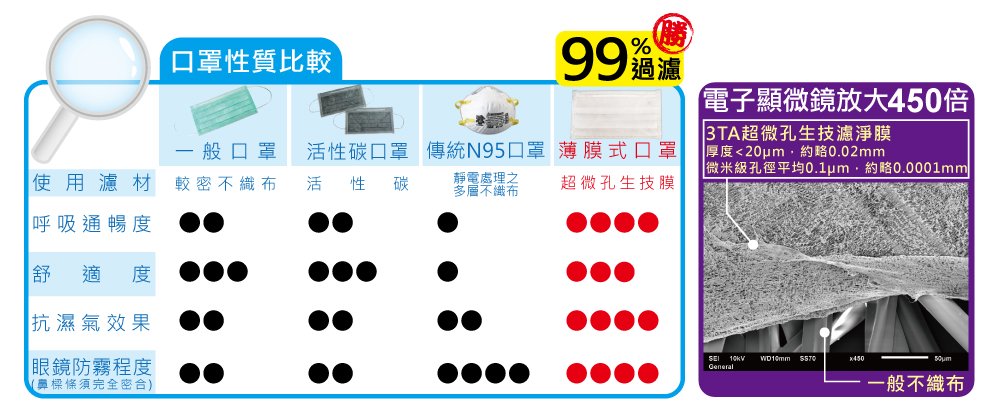 口罩性質比較
99%過濾
勝
一般口罩
活性碳口罩
傳統N95口罩
薄膜式口罩
使用濾材
較密不織布
活性碳
靜電處理之
多層不織布
超微孔生技膜
呼吸通暢度
舒適度
抗濕氣效果
眼鏡防霧程度
(鼻樑條須完全密合)
電子顯微鏡放大450倍
3TA超微孔生技濾淨膜
厚度<20μm，約略0.02mm
微米級孔徑平均0.1μm，約略0.0001mm
SEI 10kV WD10mm SS70 x450 50μm
General
一般不織布